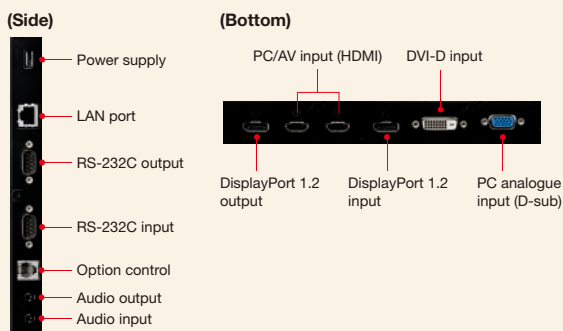 (Side)
Power supply
LAN port
RS-232C output
RS-232C input
Option control
Audio output
Audio input
(Bottom)
PC/AV input (HDMI)
DVI-D input
DisplayPort 1.2
output
DisplayPort 1.2
input
PC analogue
input (D-sub)